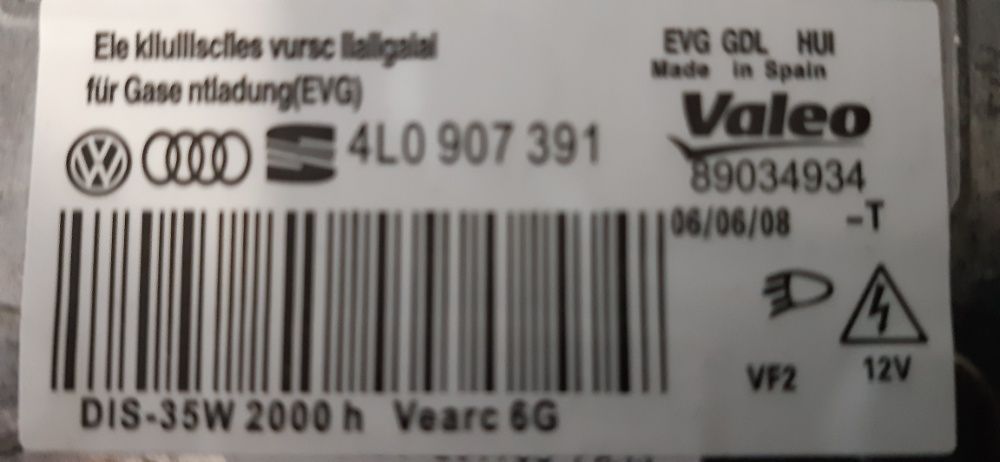 für Gase ntladung(EVG)
4L0 907 391
EVG GDL HUI
Made in Spain
Valeo
89034934
06/06/08 -T
VF2 12V
DIS-35W 2000 h Vearc 6G